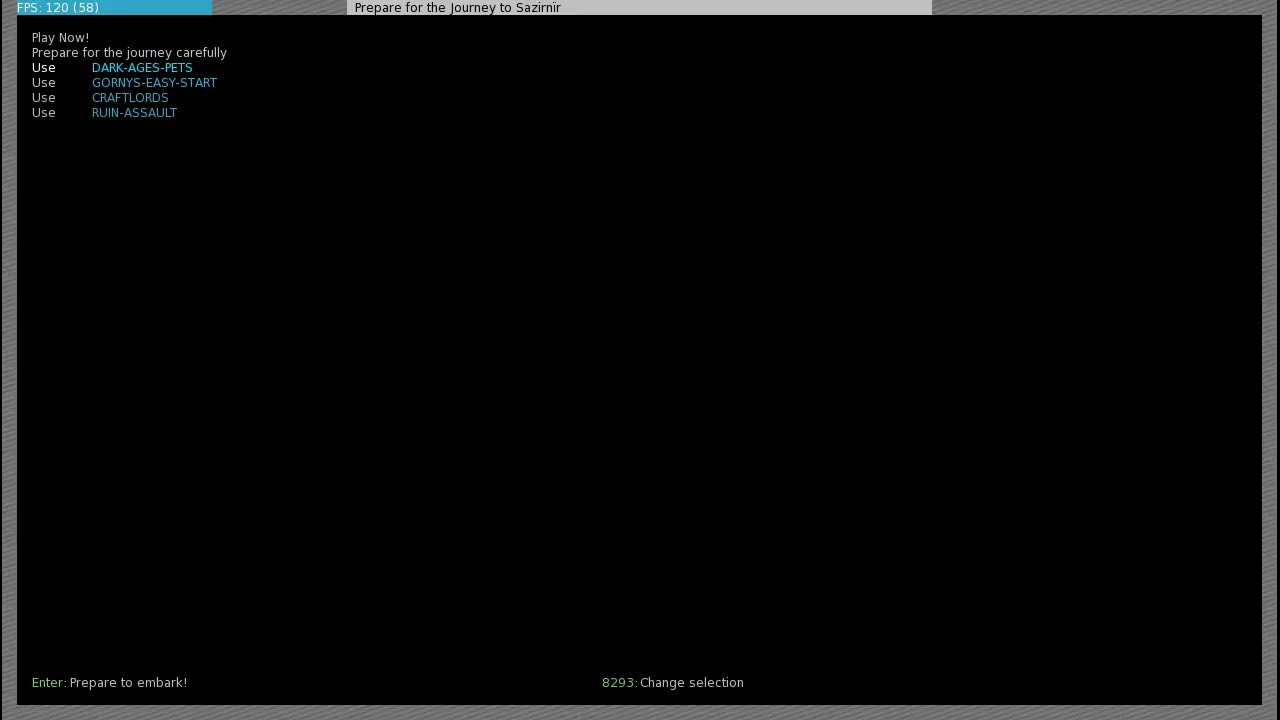 FPS: 120 (58)
Prepare for the Journey to Sazirnïr
Play Now!
Prepare for the journey carefully
Use DARK-AGES-PETS
Use GORNYS-EASY-START
Use CRAFTLORDS
Use RUIN-ASSAULT
Enter: Prepare to embark!
8293: Change selection